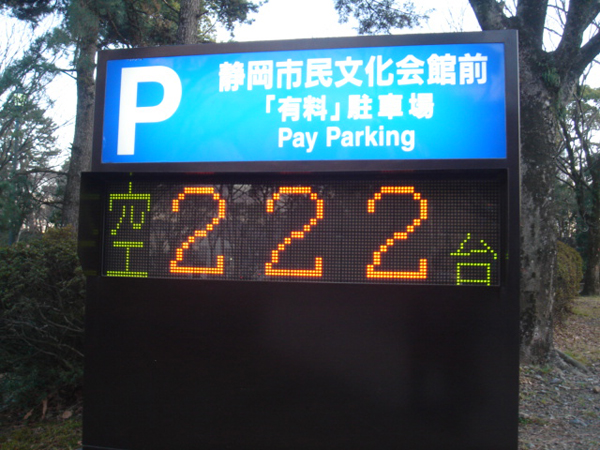 P
静岡市民文化会館前
「有料」駐車場
Pay Parking
空 222 台